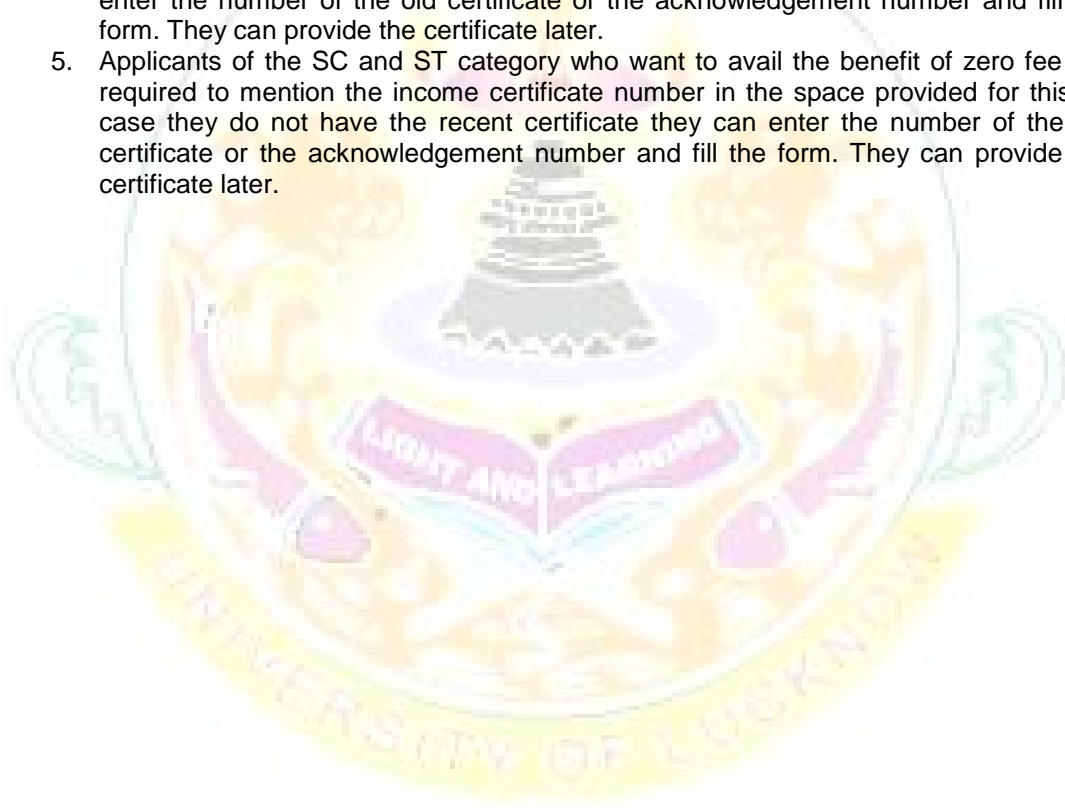 enter the number of the old certificate or the acknowledgement number and fill
form. They can provide the certificate later.
5. Applicants of the SC and ST category who want to avail the benefit of zero fee
required to mention the income certificate number in the space provided for this
case they do not have the recent certificate they can enter the number of the
certificate or the acknowledgement number and fill the form. They can provide
certificate later.
LIGHT AND LEARNING
UNIVERSITY OF LUCKNOW